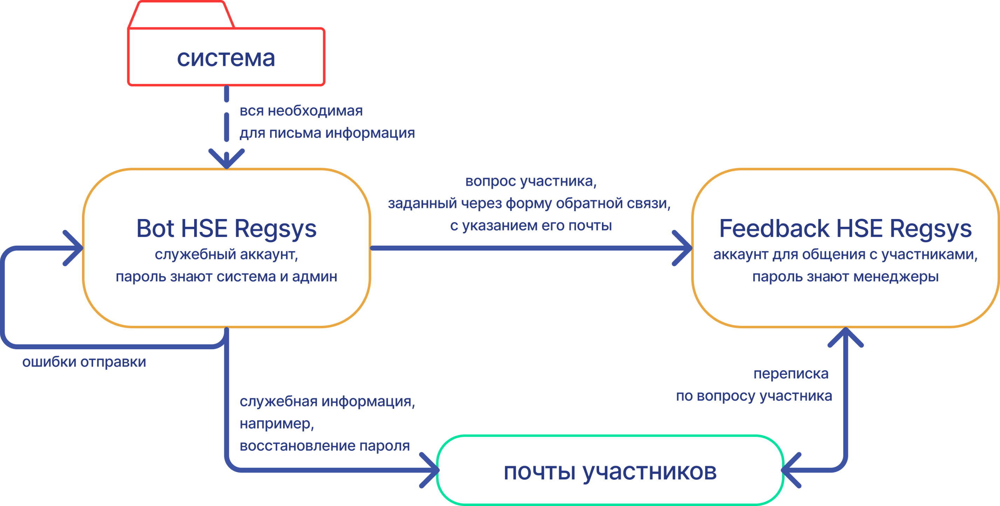 система
вся необходимая
для письма информация
вопрос участника,
заданный через форму обратной связи,
с указанием его почты
Bot HSE Regsys
служебный аккаунт,
пароль знают система и админ
Feedback HSE Regsys
аккаунт для общения с участниками,
пароль знают менеджеры
ошибки отправки
переписка
по вопросу участника
служебная информация,
например,
восстановление пароля
почты участников